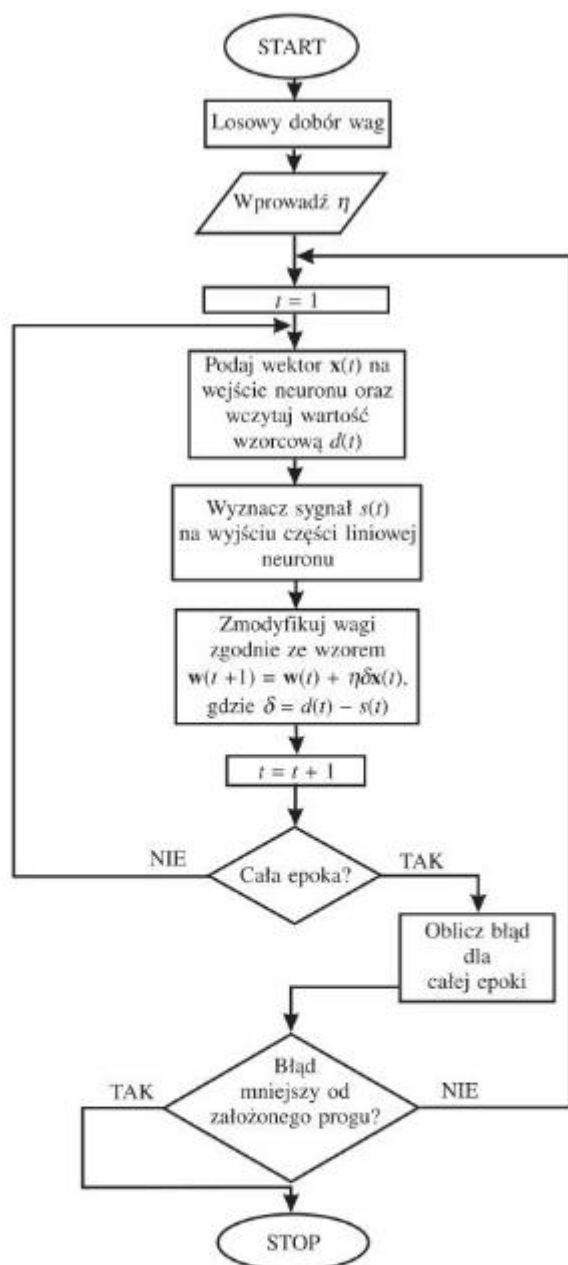 START
Losowy dobór wag
Wprowadź η
t = 1
Podaj wektor x(t) na
wejście neuronu oraz
wczytaj wartość
wzorcową d(t)
Wyznacz sygnał s(t)
na wyjściu części liniowej
neuronu
Zmodyfikuj wagi
zgodnie ze wzorem
w(t +1) = w(t) + ηδx(t),
gdzie δ = d(t) – s(t)
t = t + 1
NIE
Cała epoka?
TAK
Oblicz błąd
dla
całej epoki
TAK
Błąd
mniejszy od
założonego progu?
NIE
STOP